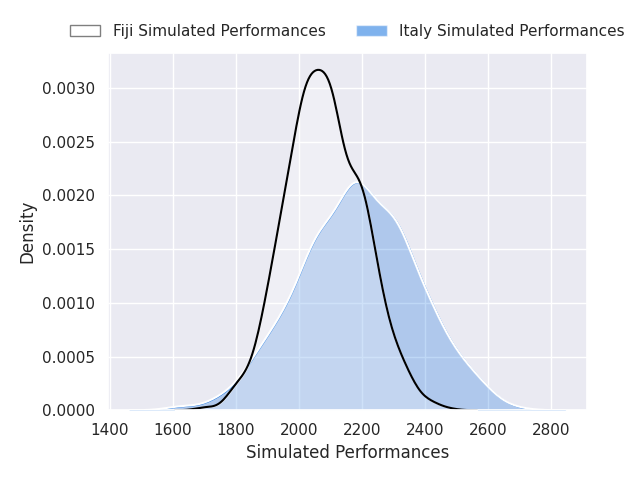 Fiji Simulated Performances Italy Simulated Performances
0.0030
0.0025
0.0020
0.0015
0.0010
0.0005
0.0000
Density
1400 1600 1800 2000 2200 2400 2600 2800
Simulated Performances